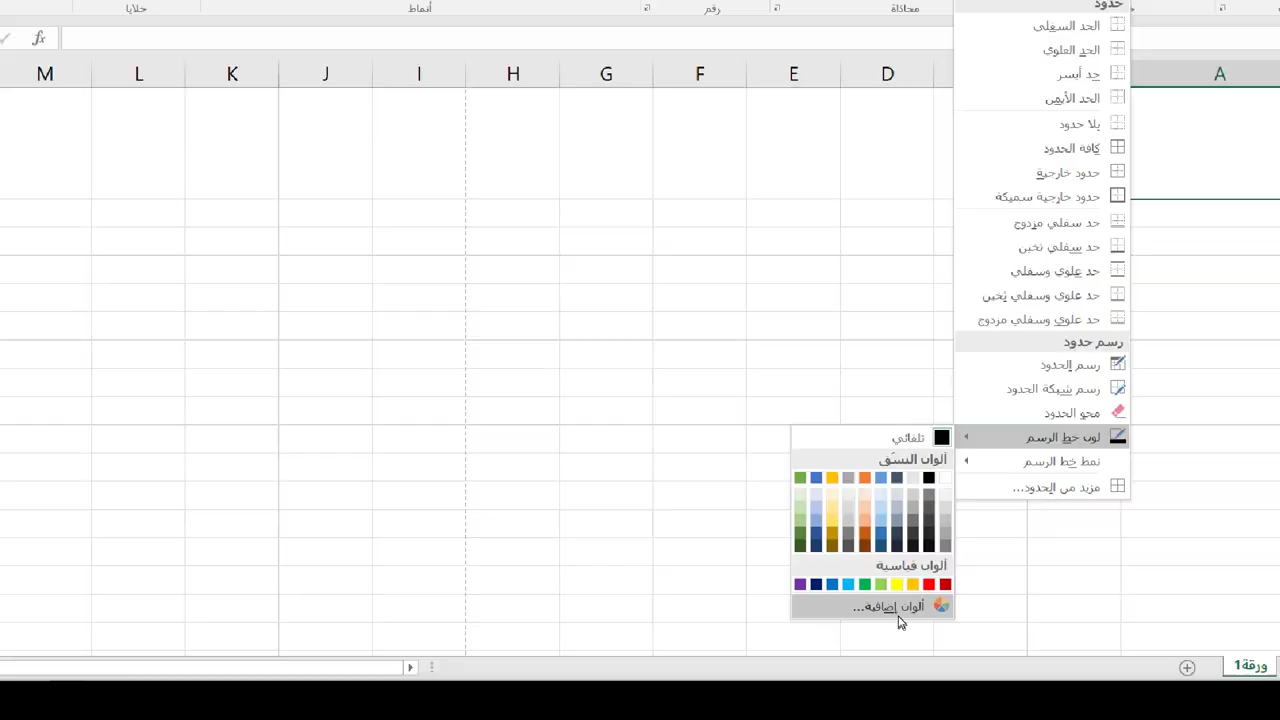 حدود
محاكاة
رقم
أنماط
خلايا
الحد السفلي
fx
الحد العلوي
A
D
E
F
G
H
I
J
K
L
M
حد أيسر
الحد الأيمن
بلا حدود
كافة الحدود
حدود خارجية
حدود خارجية سميكة
حد سفلي مزدوج
حد سفلي ثخين
حد علوي وسفلي
حد علوي وسفلي ثخين
حد علوي وسفلي مزدوج
رسم حدود
رسم الحدود
رسم شبكة الحدود
محو الحدود
لون خط الرسم
نمط خط الرسم
مزيد من الحدود...
تلقائي
ألوان النسق
ألوان قياسية
ألوان إضافية...
ورقة1